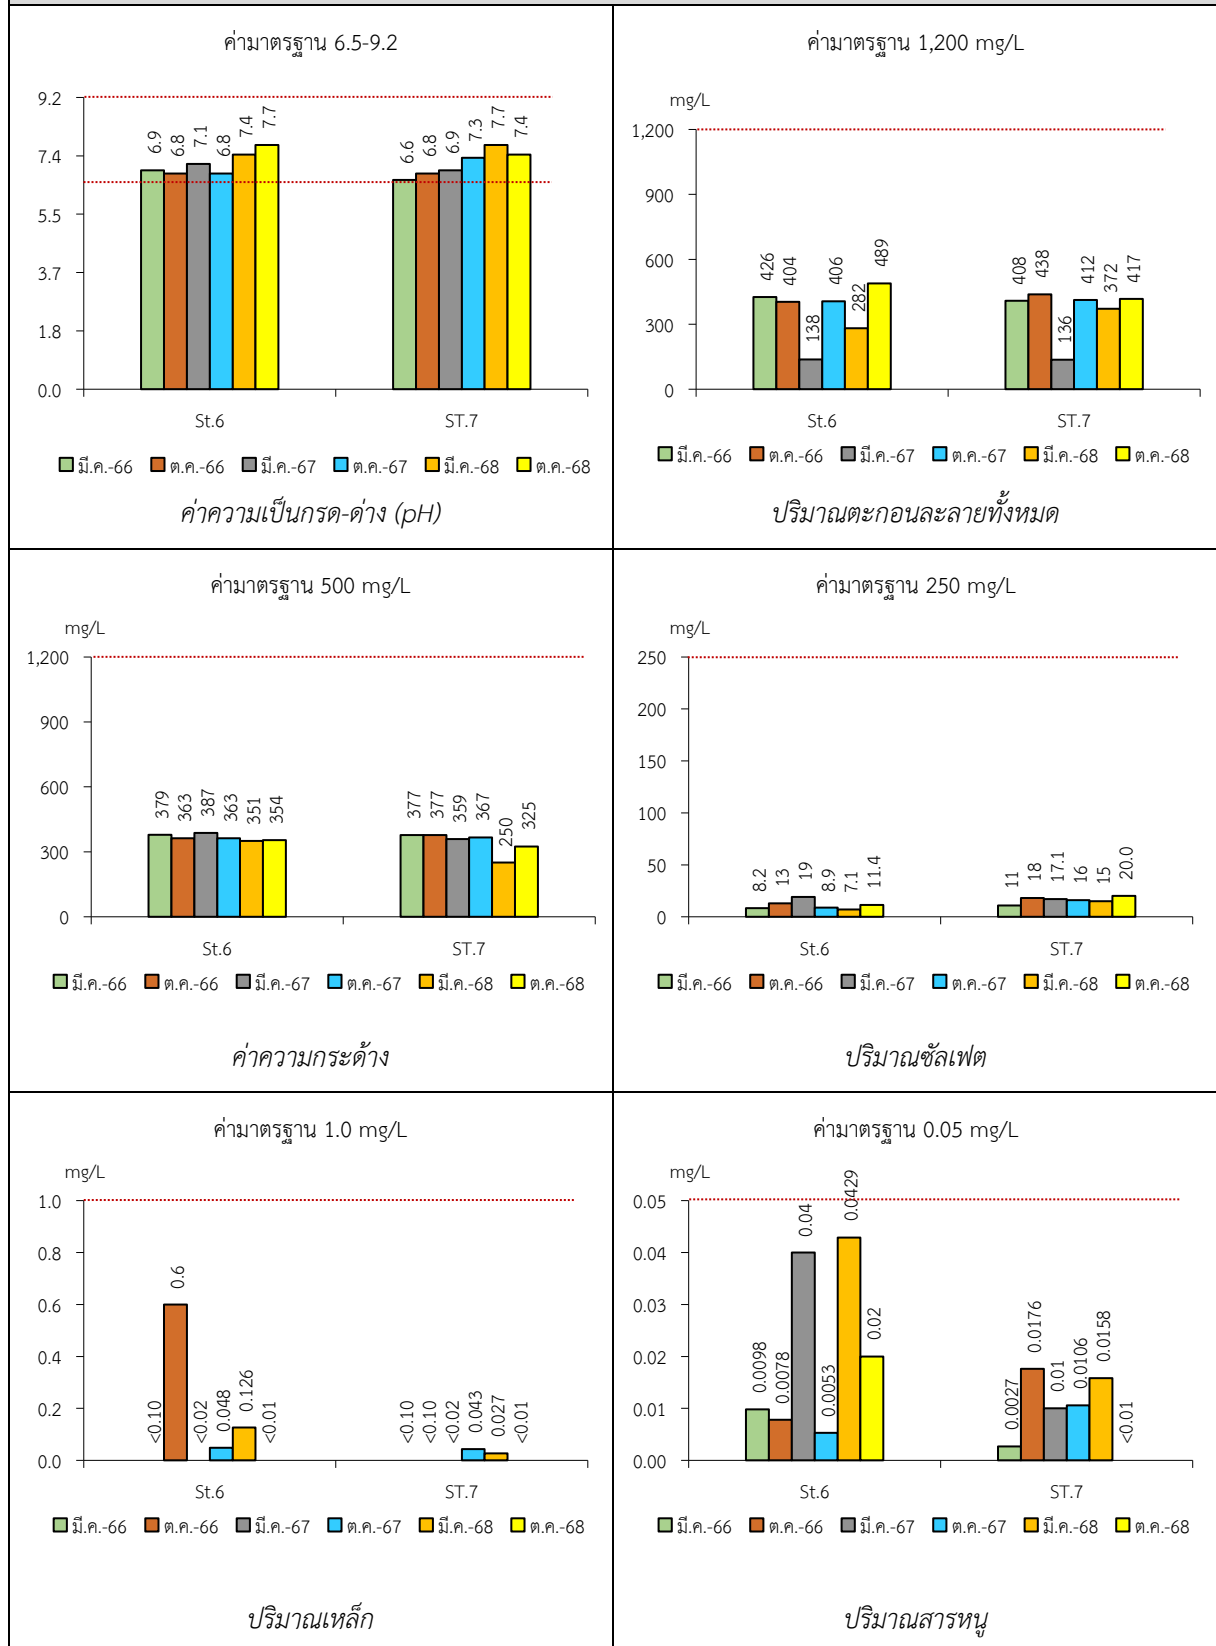 ค่ามาตรฐาน 6.5-9.2
9.2
7.4
5.5
3.7
1.8
0.0
6.9 6.8 7.1 6.8 7.4 7.7
6.6 6.8 6.9 7.3 7.7 7.4
St.6 ST.7
มี.ค.-66 ต.ค.-66 มี.ค.-67 ต.ค.-67 มี.ค.-68 ต.ค.-68
ค่าความเป็นกรด-ด่าง (pH)
ค่ามาตรฐาน 1,200 mg/L
mg/L
1,200
900
600
300
0
426 404 138 406 282 489
408 438 136 412 372 417
St.6 ST.7
มี.ค.-66 ต.ค.-66 มี.ค.-67 ต.ค.-67 มี.ค.-68 ต.ค.-68
ปริมาณตะกอนละลายทั้งหมด
ค่ามาตรฐาน 500 mg/L
mg/L
1,200
900
600
300
0
379 363 387 363 351 354
377 377 359 367 250 325
St.6 ST.7
มี.ค.-66 ต.ค.-66 มี.ค.-67 ต.ค.-67 มี.ค.-68 ต.ค.-68
ค่าความกระด้าง
ค่ามาตรฐาน 250 mg/L
mg/L
250
200
150
100
50
0
8.2 13 19 8.9 7.1 11.4
11 18 17.1 16 15 20.0
St.6 ST.7
มี.ค.-66 ต.ค.-66 มี.ค.-67 ต.ค.-67 มี.ค.-68 ต.ค.-68
ปริมาณซัลเฟต
ค่ามาตรฐาน 1.0 mg/L
mg/L
1.0
0.8
0.6
0.4
0.2
0.0
<0.10 0.6 <0.02 0.048 0.126 <0.01
<0.10 <0.10 <0.02 0.043 0.027 <0.01
St.6 ST.7
มี.ค.-66 ต.ค.-66 มี.ค.-67 ต.ค.-67 มี.ค.-68 ต.ค.-68
ปริมาณเหล็ก
ค่ามาตรฐาน 0.05 mg/L
mg/L
0.05
0.04
0.03
0.02
0.01
0.00
0.0098 0.0078 0.04 0.0053 0.0429 0.02
0.0027 0.0176 0.01 0.0106 0.0158 <0.01
St.6 ST.7
มี.ค.-66 ต.ค.-66 มี.ค.-67 ต.ค.-67 มี.ค.-68 ต.ค.-68
ปริมาณสารหนู